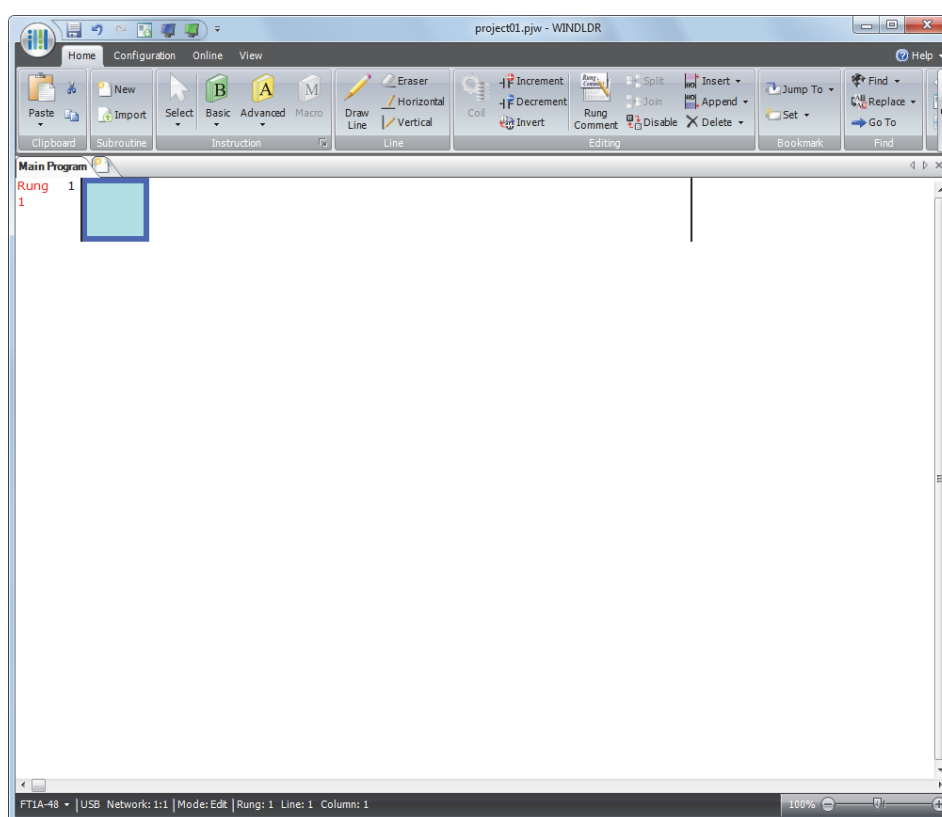 project01.pjw - WINDLDR
Home Configuration Online View Help
Paste New Import Select B Basic A Advanced M Macro Draw Line Eraser Horizontal Vertical Coil Increment Decrement Invert Rung Comment Split Join Disable Insert Append Delete Jump To Set Find Replace Go To
Clipboard Subroutine Instruction Line Editing Bookmark Find
Main Program
Rung 1
1
FT1A-48 USB Network: 1:1 Mode: Edit Rung: 1 Line: 1 Column: 1 100%